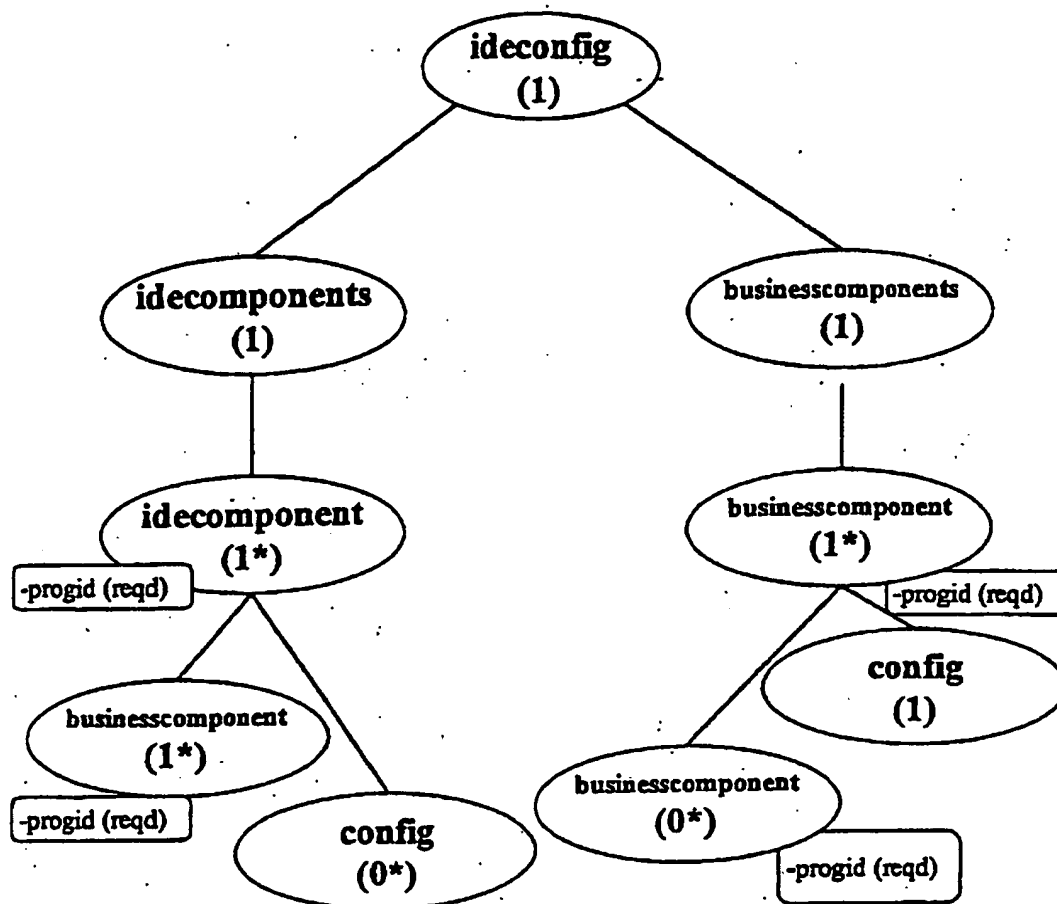 ideconfig
(1)
idecomponents
(1)
businesscomponents
(1)
idecomponent
(1*)
-progid (reqd)
businesscomponent
(1*)
-progid (reqd)
businesscomponent
(1*)
-progid (reqd)
config
(0*)
config
(1)
businesscomponent
(0*)
-progid (reqd)